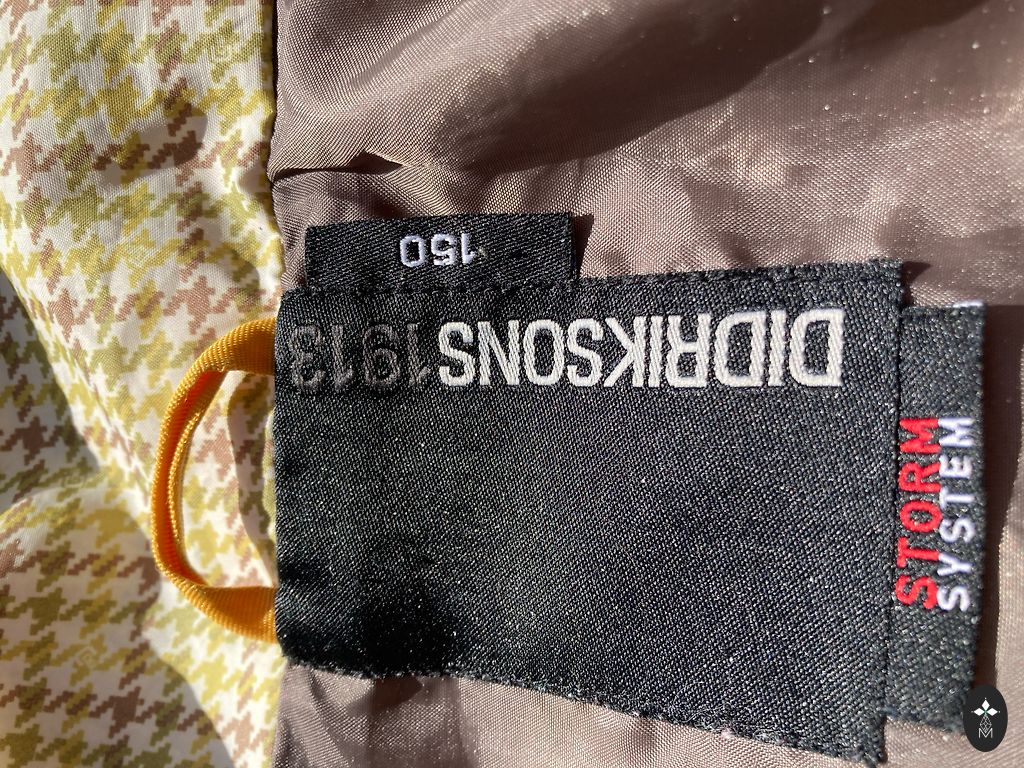 150
DIDRIKSONS1913
STORM
SYSTEM
M